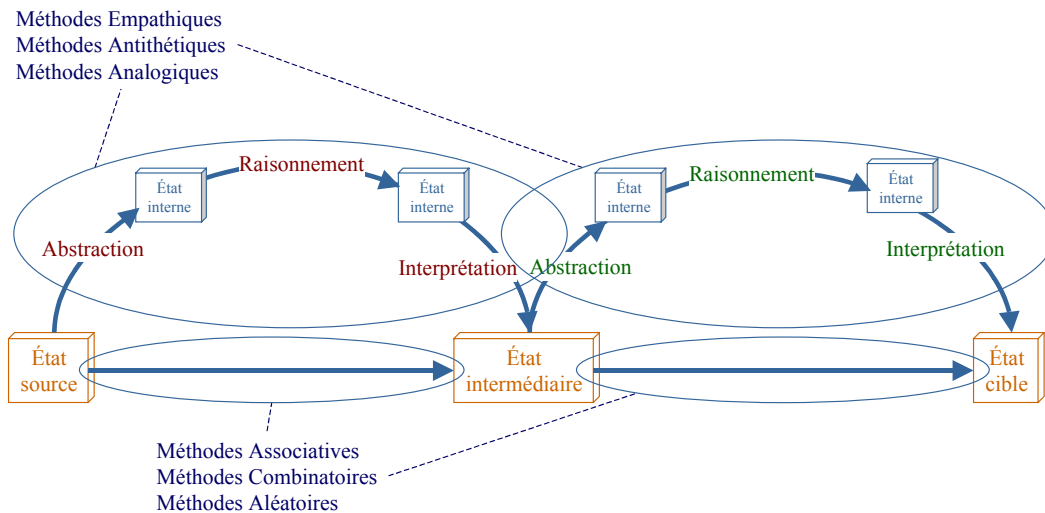 Méthodes Empathiques
Méthodes Antithétiques
Méthodes Analogiques
Raisonnement
Raisonnement
État
interne
État
interne
État
interne
État
interne
Abstraction
Interprétation
Abstraction
Interprétation
État
source
État
intermédiaire
État
cible
Méthodes Associatives
Méthodes Combinatoires
Méthodes Aléatoires